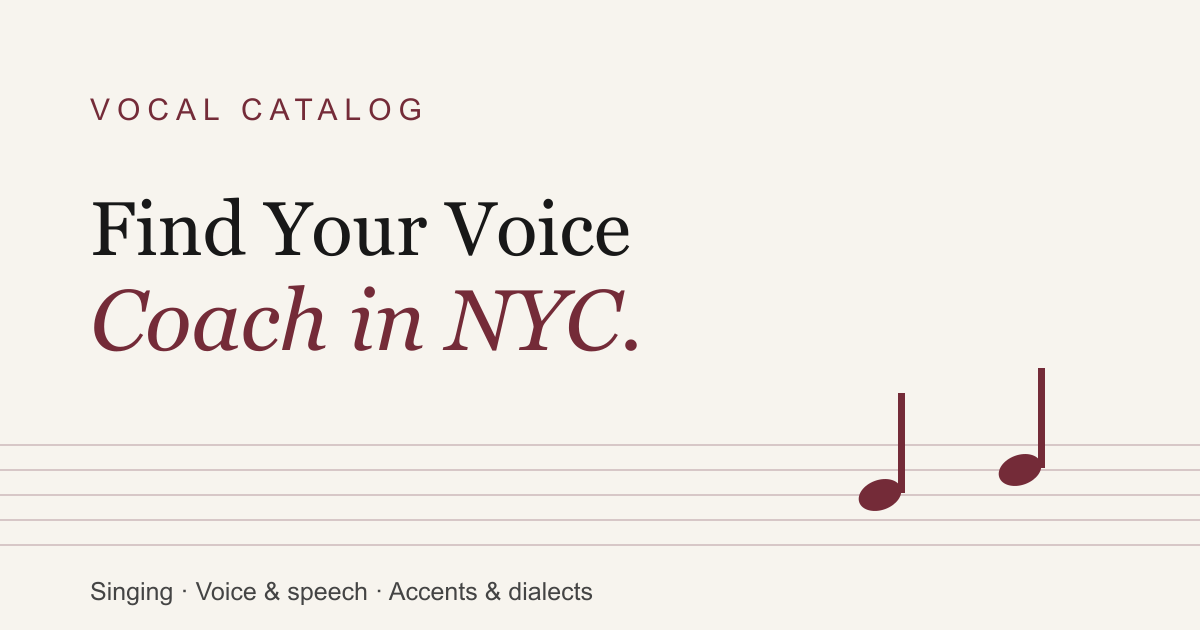 VOCAL CATALOG
Find Your Voice
Coach in NYC.
Singing · Voice & speech · Accents & dialects